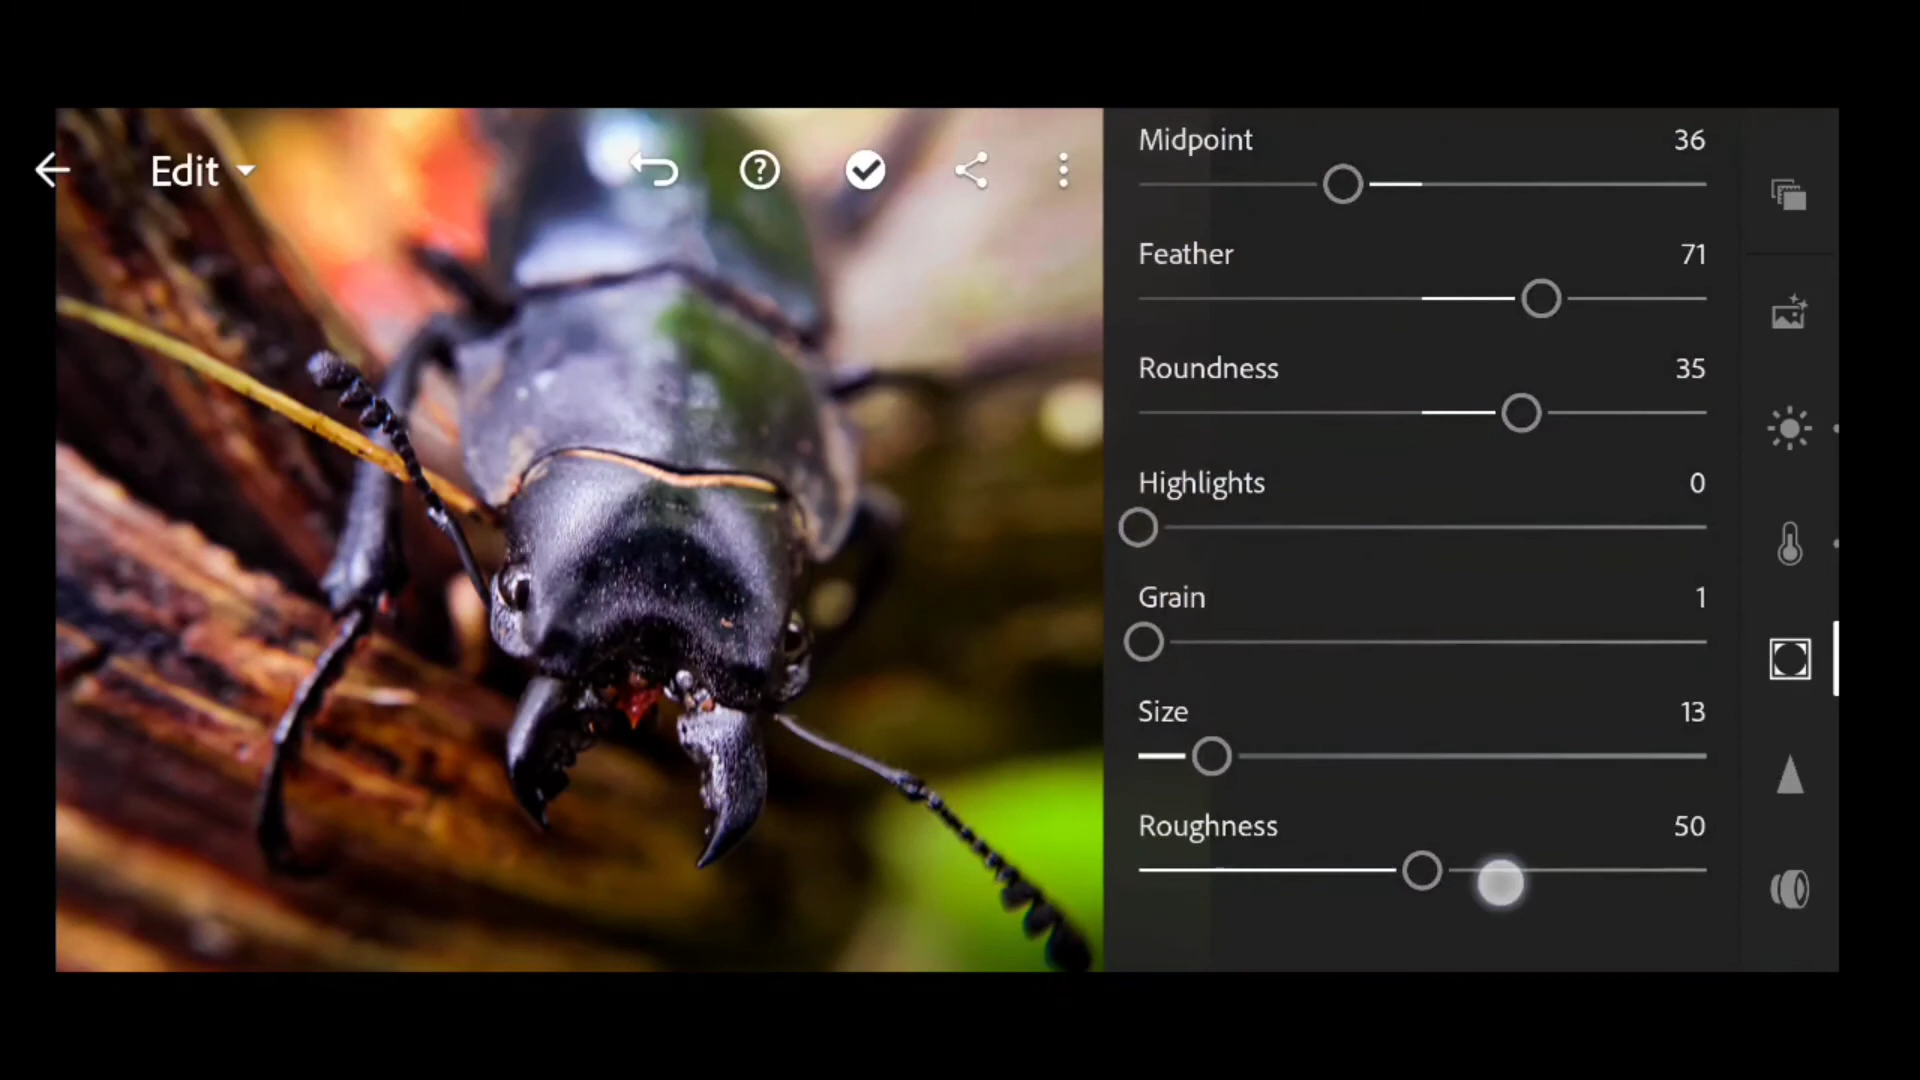 Edit
Midpoint 36
Feather 71
Roundness 35
Highlights 0
Grain 1
Size 13
Roughness 50